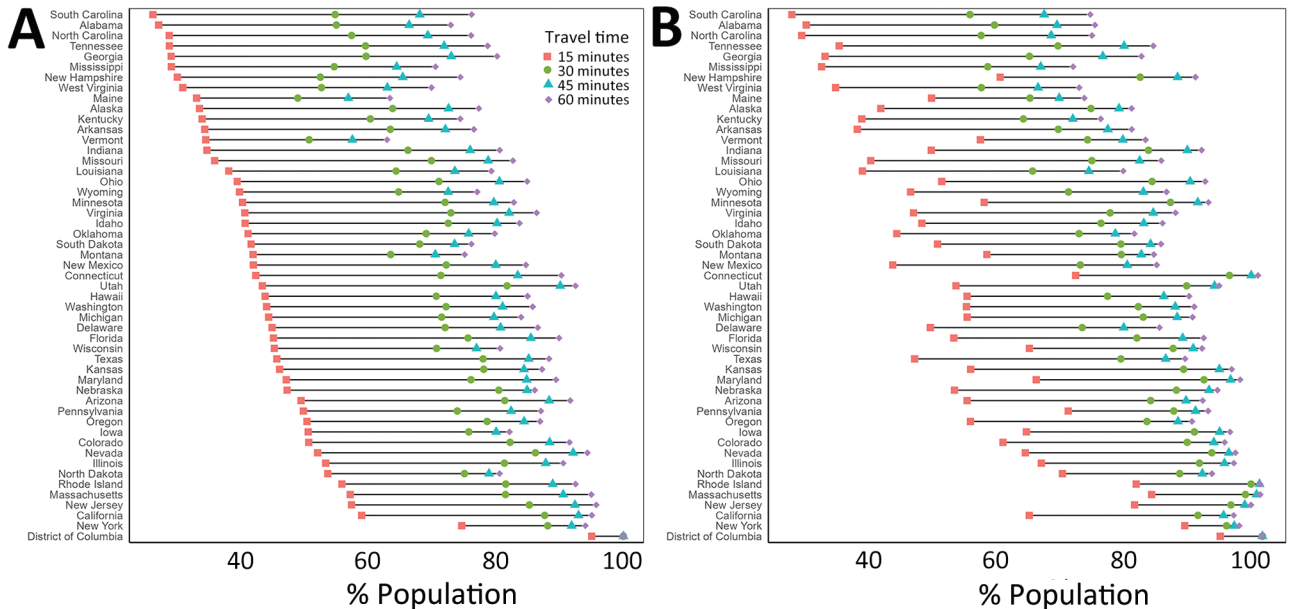 A
South Carolina
Alabama
North Carolina
Tennessee
Georgia
Mississippi
New Hampshire
West Virginia
Maine
Alaska
Kentucky
Arkansas
Vermont
Indiana
Missouri
Louisiana
Ohio
Wyoming
Minnesota
Virginia
Idaho
Oklahoma
South Dakota
Montana
New Mexico
Connecticut
Utah
Hawaii
Washington
Michigan
Delaware
Florida
Wisconsin
Texas
Kansas
Maryland
Nebraska
Arizona
Pennsylvania
Oregon
Iowa
Colorado
Nevada
Illinois
North Dakota
Rhode Island
Massachusetts
New Jersey
California
New York
District of Columbia
Travel time
15 minutes
30 minutes
45 minutes
60 minutes
40 60 80 100
% Population
B
South Carolina
Alabama
North Carolina
Tennessee
Georgia
Mississippi
New Hampshire
West Virginia
Maine
Alaska
Kentucky
Arkansas
Vermont
Indiana
Missouri
Louisiana
Ohio
Wyoming
Minnesota
Virginia
Idaho
Oklahoma
South Dakota
Montana
New Mexico
Connecticut
Utah
Hawaii
Washington
Michigan
Delaware
Florida
Wisconsin
Texas
Kansas
Maryland
Nebraska
Arizona
Pennsylvania
Oregon
Iowa
Colorado
Nevada
Illinois
North Dakota
Rhode Island
Massachusetts
New Jersey
California
New York
District of Columbia
40 60 80 100
% Population